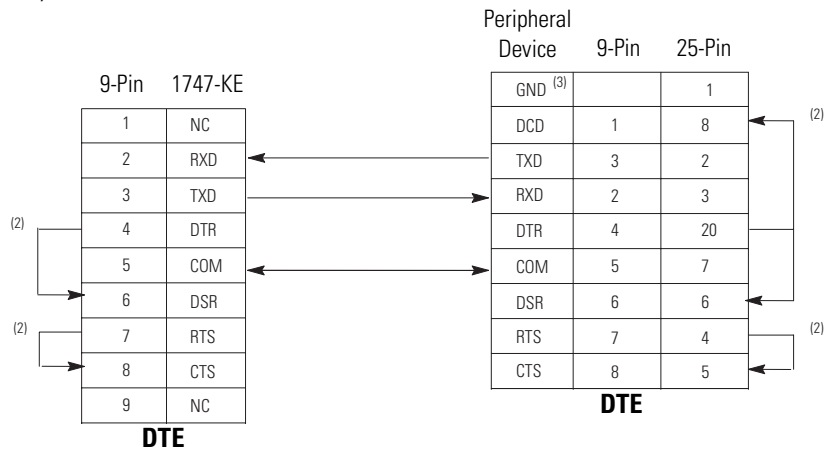 Peripheral
Device 9-Pin 25-Pin
9-Pin 1747-KE
GND (3) 1
DCD 1 8 (2)
TXD 3 2
RXD 2 3
DTR 4 20
COM 5 7
DSR 6 6
RTS 7 4 (2)
CTS 8 5
DTE
1 NC
2 RXD
3 TXD
(2) 4 DTR
5 COM
6 DSR
(2) 7 RTS
8 CTS
9 NC
DTE